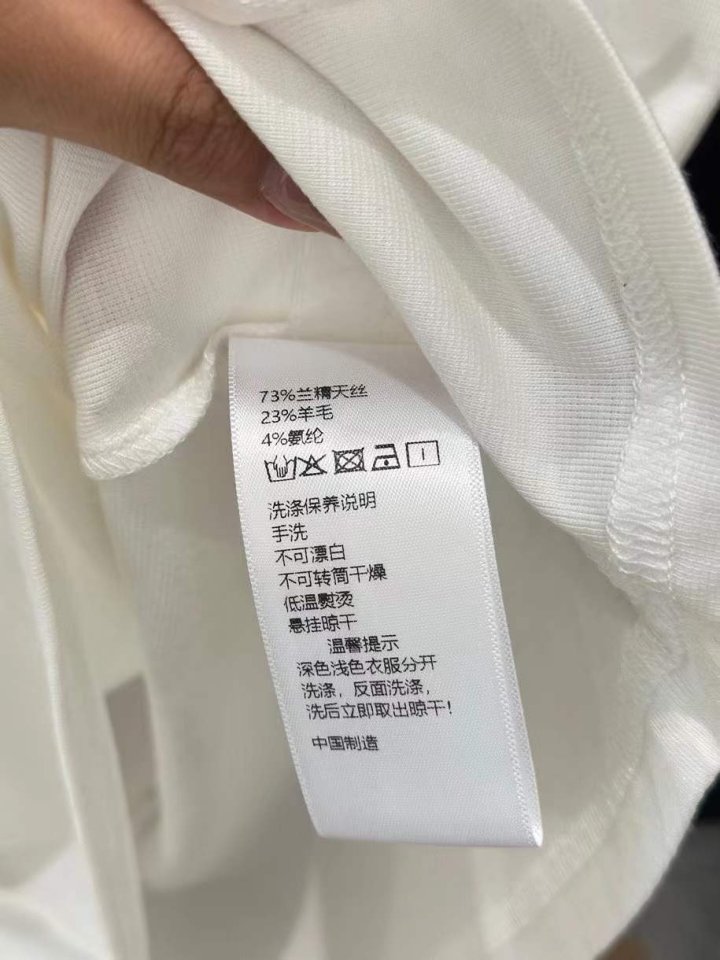 73%兰精天丝
23%羊毛
4%氨纶
洗涤保养说明
手洗
不可漂白
不可转筒干燥
低温熨烫
悬挂晾干
温馨提示
深色浅色衣服分开
洗涤，反面洗涤，
洗后立即取出晾干！
中国制造